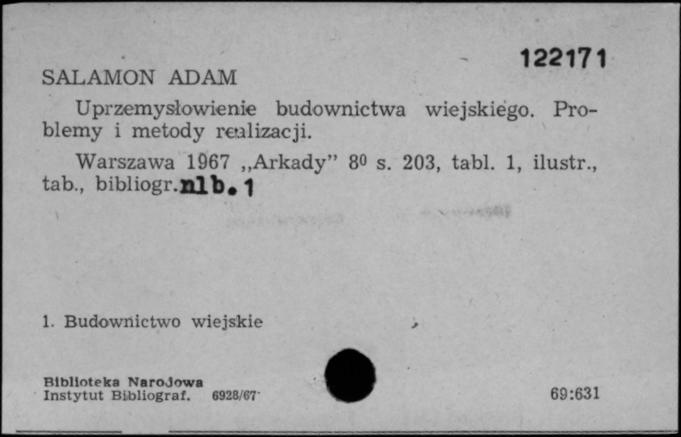 122171
SALAMON ADAM
Uprzemysłowienie budownictwa wiejskiego. Pro-
blemy i metody realizacji.
Warszawa 1967 „Arkady” 8⁰ s. 203, tabl. 1, ilustr.,
tab., bibliogr. nlb. 1
1. Budownictwo wiejskie
Biblioteka Narodowa
Instytut Bibliograf. 6928/67
69:631